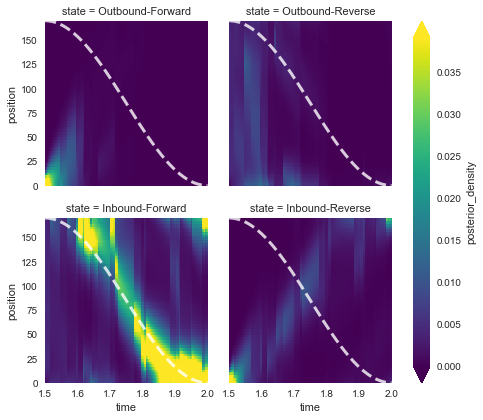 state = Outbound-Forward
state = Outbound-Reverse
position
150
125
100
75
50
25
0
state = Inbound-Forward
state = Inbound-Reverse
position
150
125
100
75
50
25
0
1.5 1.6 1.7 1.8 1.9 2.0
time
1.5 1.6 1.7 1.8 1.9 2.0
time
0.035
0.030
0.025
0.020
0.015
0.010
0.005
0.000
posterior_density